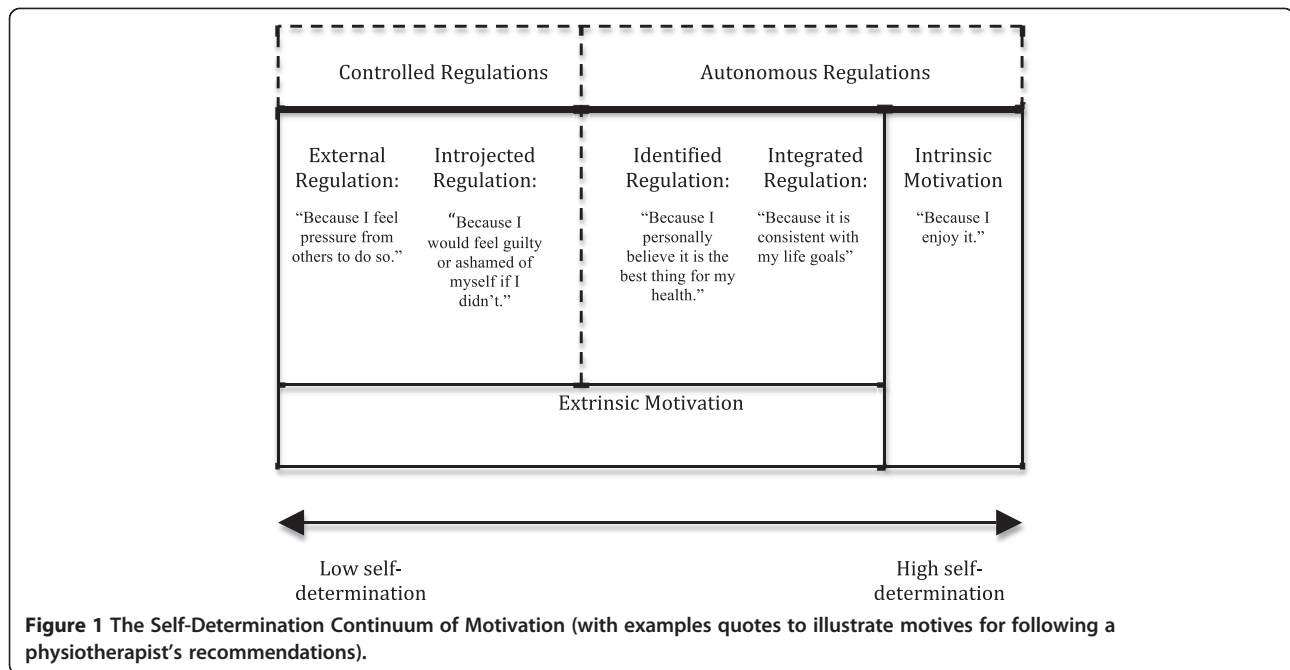 Controlled Regulations
Autonomous Regulations
External
Regulation:
"Because I feel
pressure from
others to do so."
Introjected
Regulation:
"Because I
would feel guilty
or ashamed of
myself if I
didn't."
Identified
Regulation:
"Because I
personally
believe it is the
best thing for my
health."
Integrated
Regulation:
"Because it is
consistent with
my life goals"
Intrinsic
Motivation
"Because I
enjoy it."
Extrinsic Motivation
Low self-
determination
High self-
determination
Figure 1 The Self-Determination Continuum of Motivation (with examples quotes to illustrate motives for following a
physiotherapist's recommendations).